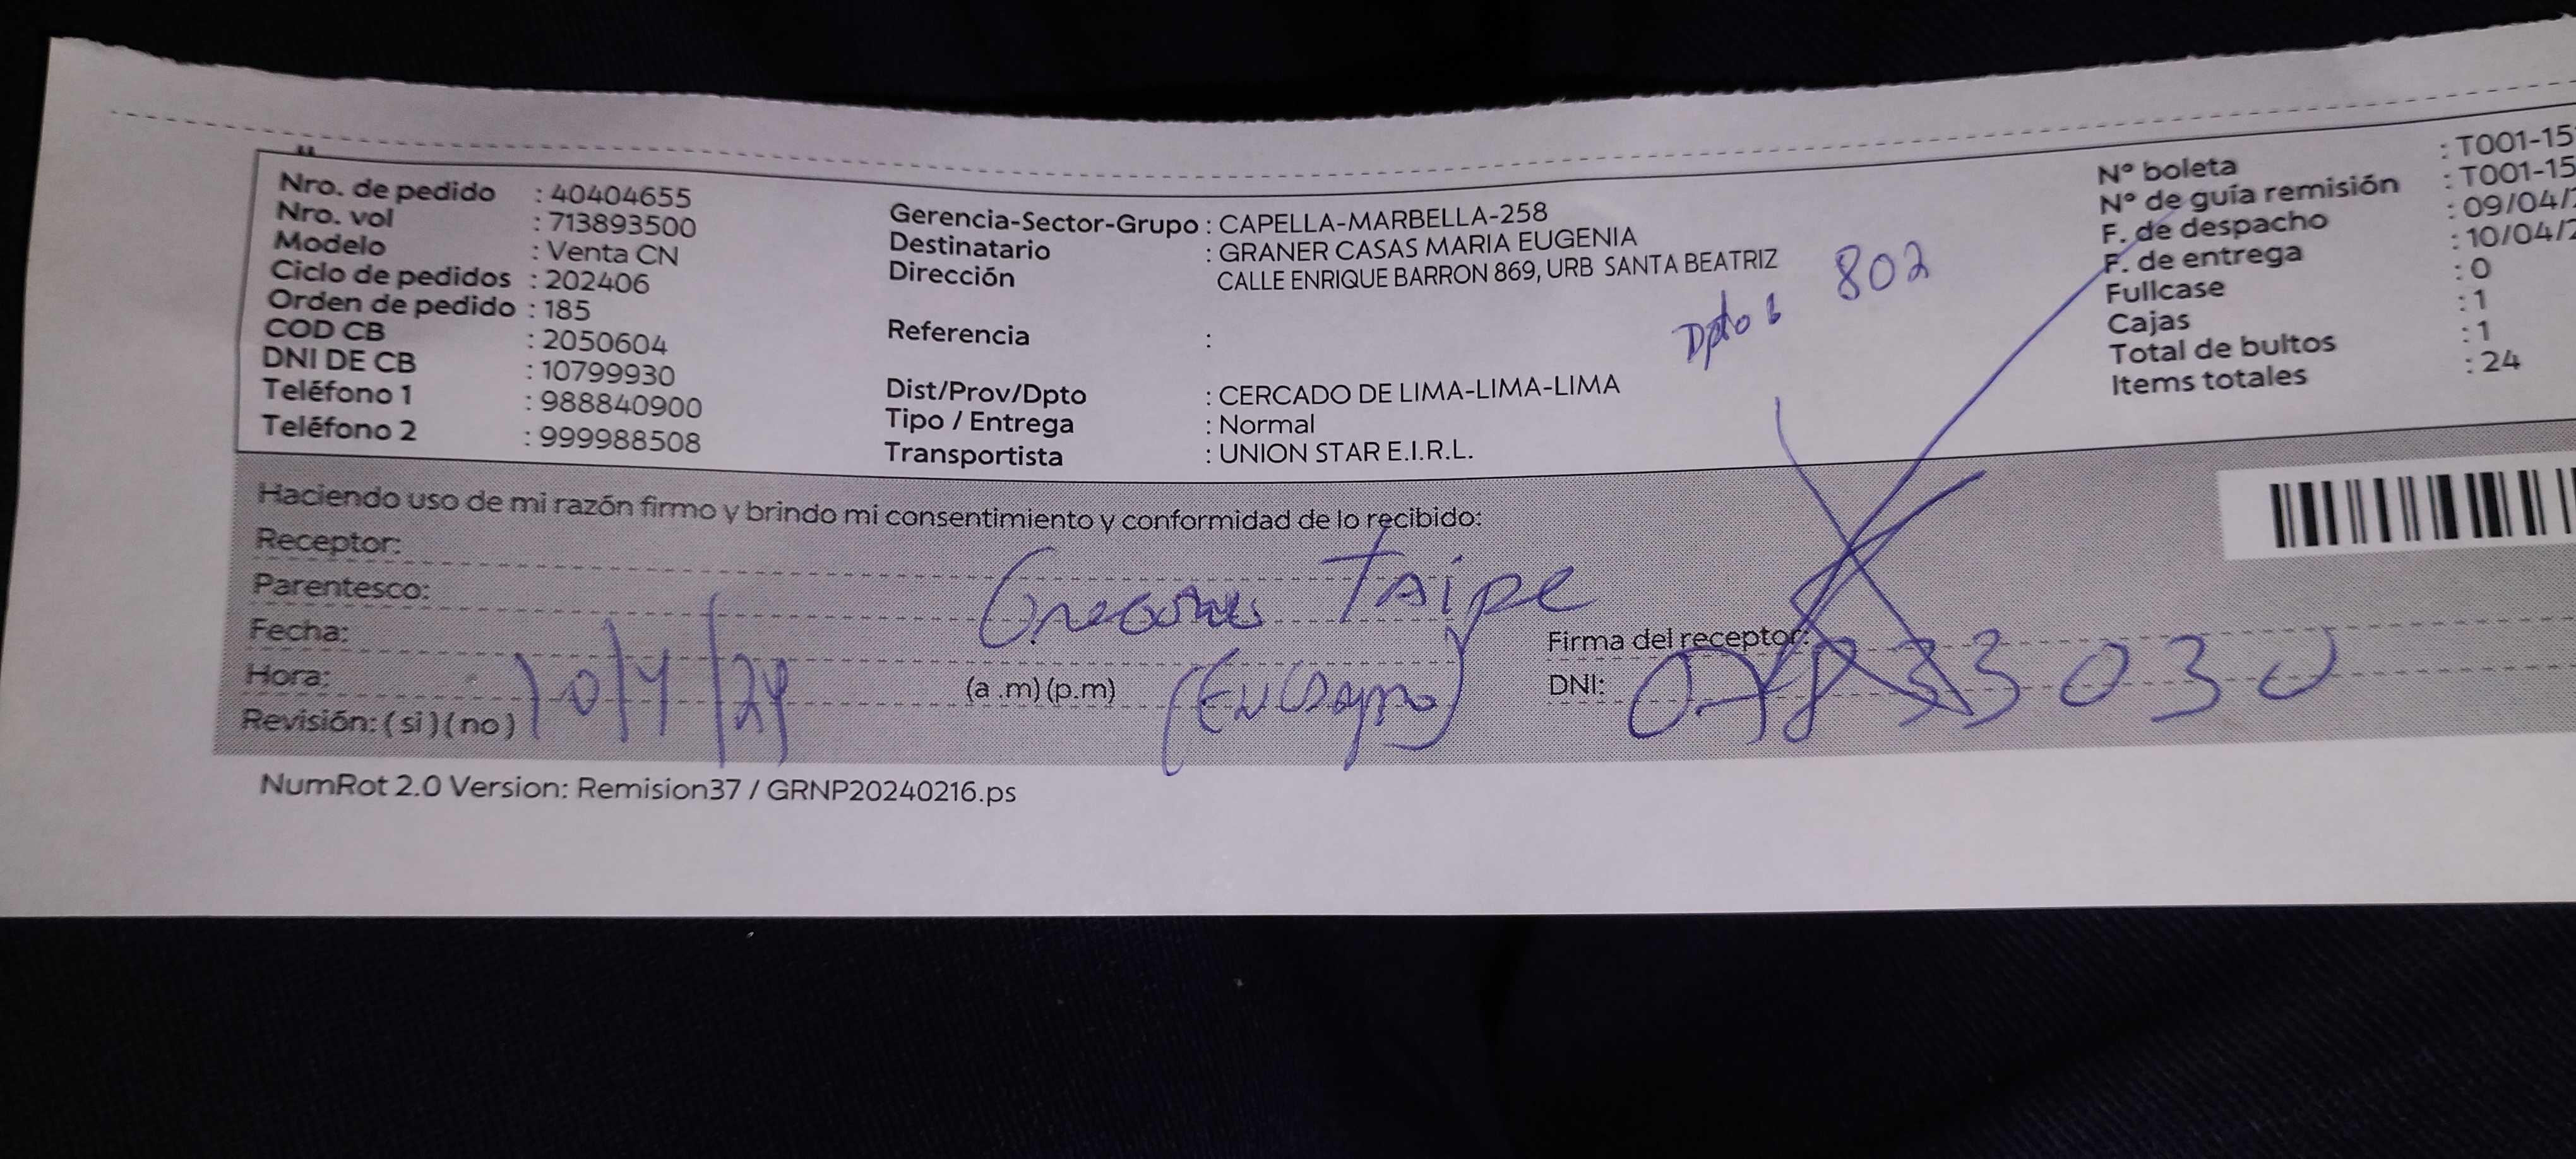 Nro. de pedido : 40404655
Nro. vol : 713893500
Modelo : Venta CN
Ciclo de pedidos : 202406
Orden de pedido : 185
COD CB : 2050604
DNI DE CB : 10799930
Teléfono 1 : 988840900
Teléfono 2 : 999988508
Gerencia-Sector-Grupo : CAPELLA-MARBELLA-258
Destinatario : GRANER CASAS MARIA EUGENIA
Dirección CALLE ENRIQUE BARRON 869, URB SANTA BEATRIZ
Dpto 802
Referencia :
Dist/Prov/Dpto : CERCADO DE LIMA-LIMA-LIMA
Tipo / Entrega : Normal
Transportista : UNION STAR E.I.R.L.
N° boleta : T001-15
N° de guía remisión : T001-15
F. de despacho : 09/04/
F. de entrega : 10/04/2
Fullcase : 0
Cajas : 1
Total de bultos : 1
Items totales : 24
Haciendo uso de mi razón firmo y brindo mi consentimiento y conformidad de lo recibido:
Receptor:
Parentesco: Taipe
Fecha: Firma del receptor:
Hora: 10/4/24 (a .m) (p.m) DNI:
Revisión: ( si ) ( no )
NumRot 2.0 Version: Remision37 / GRNP20240216.ps